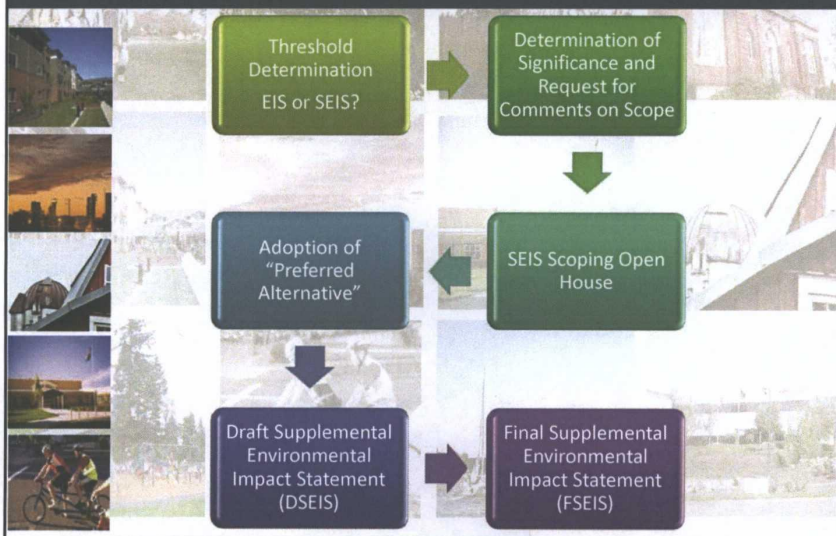 Threshold
Determination
EIS or SEIS?
Determination of
Significance and
Request for
Comments on Scope
SEIS Scoping Open
House
Adoption of
"Preferred
Alternative"
Draft Supplemental
Environmental
Impact Statement
(DSEIS)
Final Supplemental
Environmental
Impact Statement
(FSEIS)